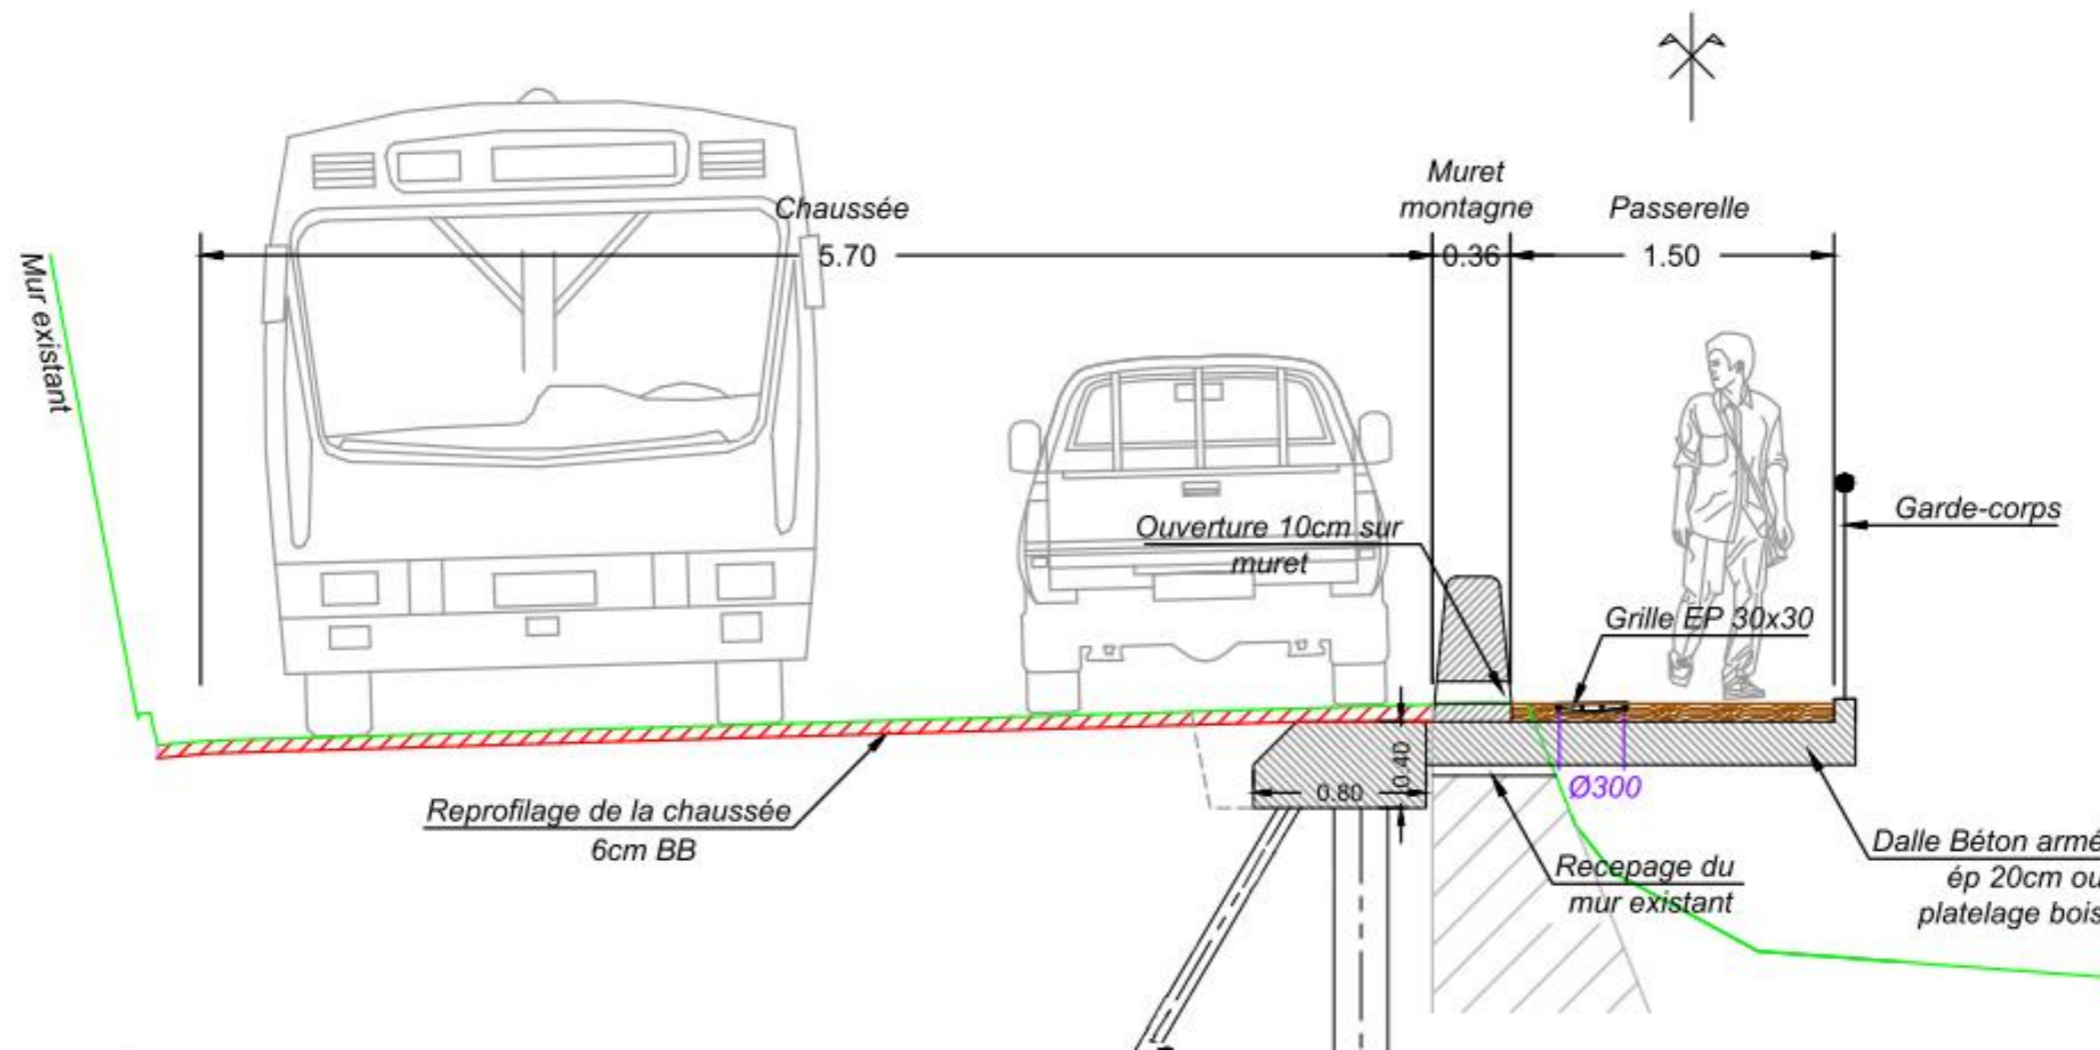 Muret
montagne
Chaussée
Passerelle
5.70
0.36
1.50
Mur existant
Garde-corps
Ouverture 10cm sur
muret
Grille EP 30x30
0.40
0.80
Ø300
Reprofilage de la chaussée
6cm BB
Recepage du
mur existant
Dalle Béton armé
ép 20cm ou
platelage bois